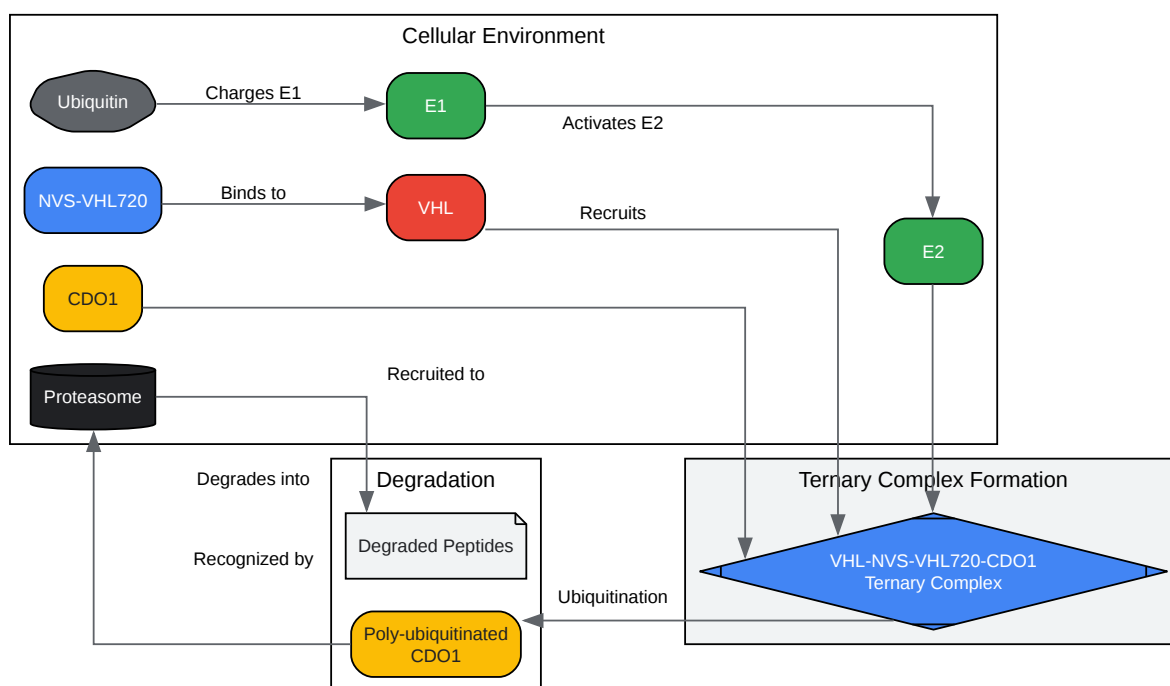 Cellular Environment
Ubiquitin
Charges E1
E1
Activates E2
NVS-VHL720
Binds to
VHL
Recruits
E2
CDO1
Recruited to
Proteasome
Degrades into
Degradation
Ternary Complex Formation
Recognized by
Degraded Peptides
VHL-NVS-VHL720-CDO1
Ternary Complex
Ubiquitination
Poly-ubiquitinated
CDO1